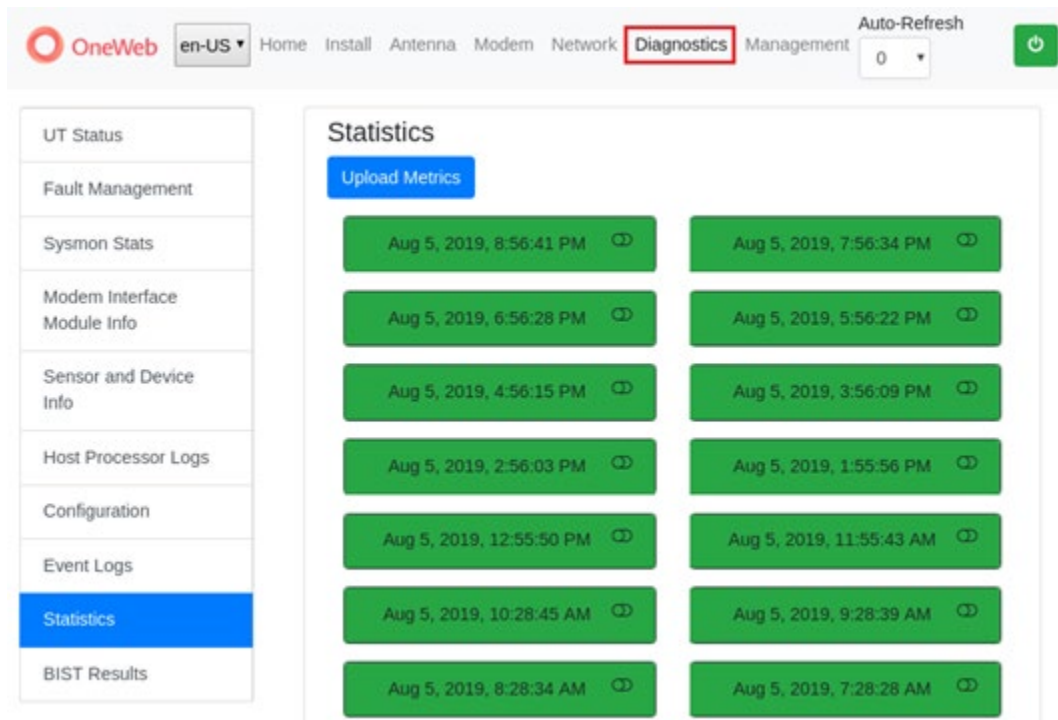 Auto-Refresh
OneWeb en-US Home Install Antenna Modem Network Diagnostics Management 0
UT Status
Fault Management
Sysmon Stats
Modem Interface
Module Info
Sensor and Device
Info
Host Processor Logs
Configuration
Event Logs
Statistics
BIST Results
Statistics
Upload Metrics
Aug 5, 2019, 8:56:41 PM Aug 5, 2019, 7:56:34 PM
Aug 5, 2019, 6:56:28 PM Aug 5, 2019, 5:56:22 PM
Aug 5, 2019, 4:56:15 PM Aug 5, 2019, 3:56:09 PM
Aug 5, 2019, 2:56:03 PM Aug 5, 2019, 1:55:56 PM
Aug 5, 2019, 12:55:50 PM Aug 5, 2019, 11:55:43 AM
Aug 5, 2019, 10:28:45 AM Aug 5, 2019, 9:28:39 AM
Aug 5, 2019, 8:28:34 AM Aug 5, 2019, 7:28:28 AM